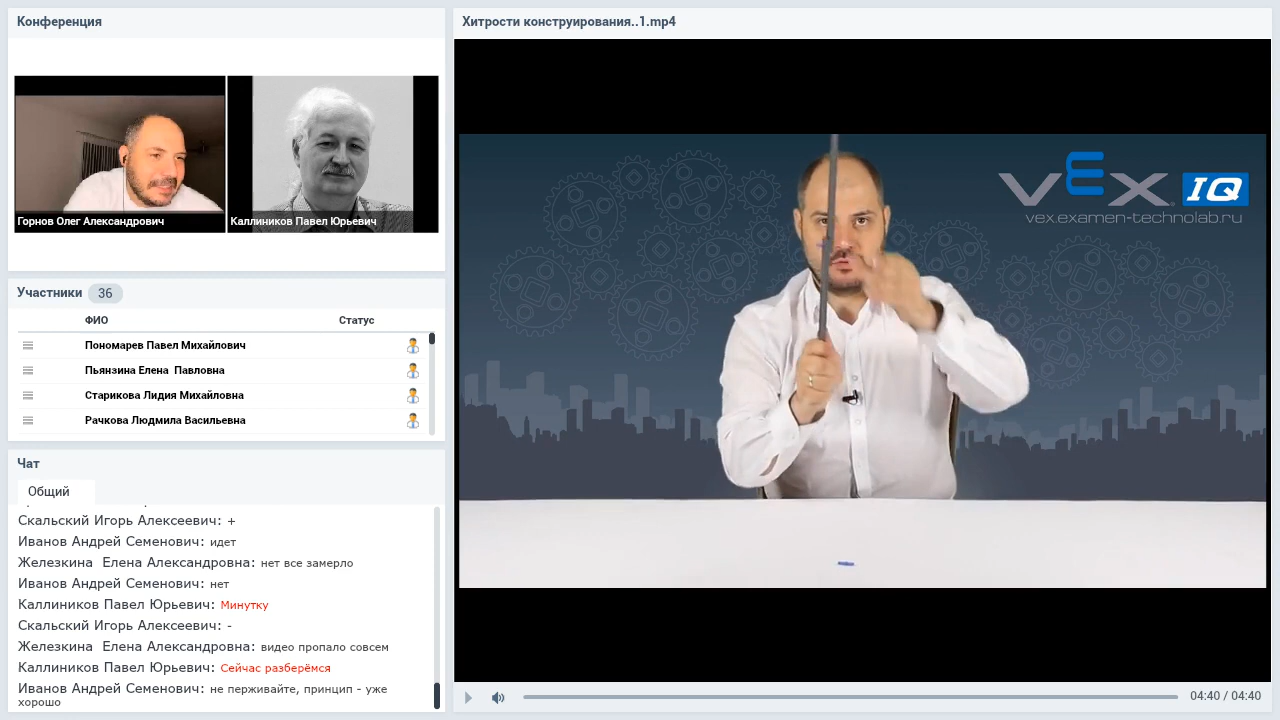 Конференция
Горнов Олег Александрович
Каллиников Павел Юрьевич
Участники 36
ФИО Статус
Пономарев Павел Михайлович
Пьянзина Елена Павловна
Старикова Лидия Михайловна
Рачкова Людмила Васильевна
Чат
Общий
Скальский Игорь Алексеевич: +
Иванов Андрей Семенович: идет
Железкина Елена Александровна: нет все замерло
Иванов Андрей Семенович: нет
Каллиников Павел Юрьевич: Минутку
Скальский Игорь Алексеевич: -
Железкина Елена Александровна: видео пропало совсем
Каллиников Павел Юрьевич: Сейчас разберёмся
Иванов Андрей Семенович: не перживайте, принцип - уже
хорошо
Хитрости конструирования..1.mp4
VEX IQ
vex.examen-technolab.ru
04:40 / 04:40